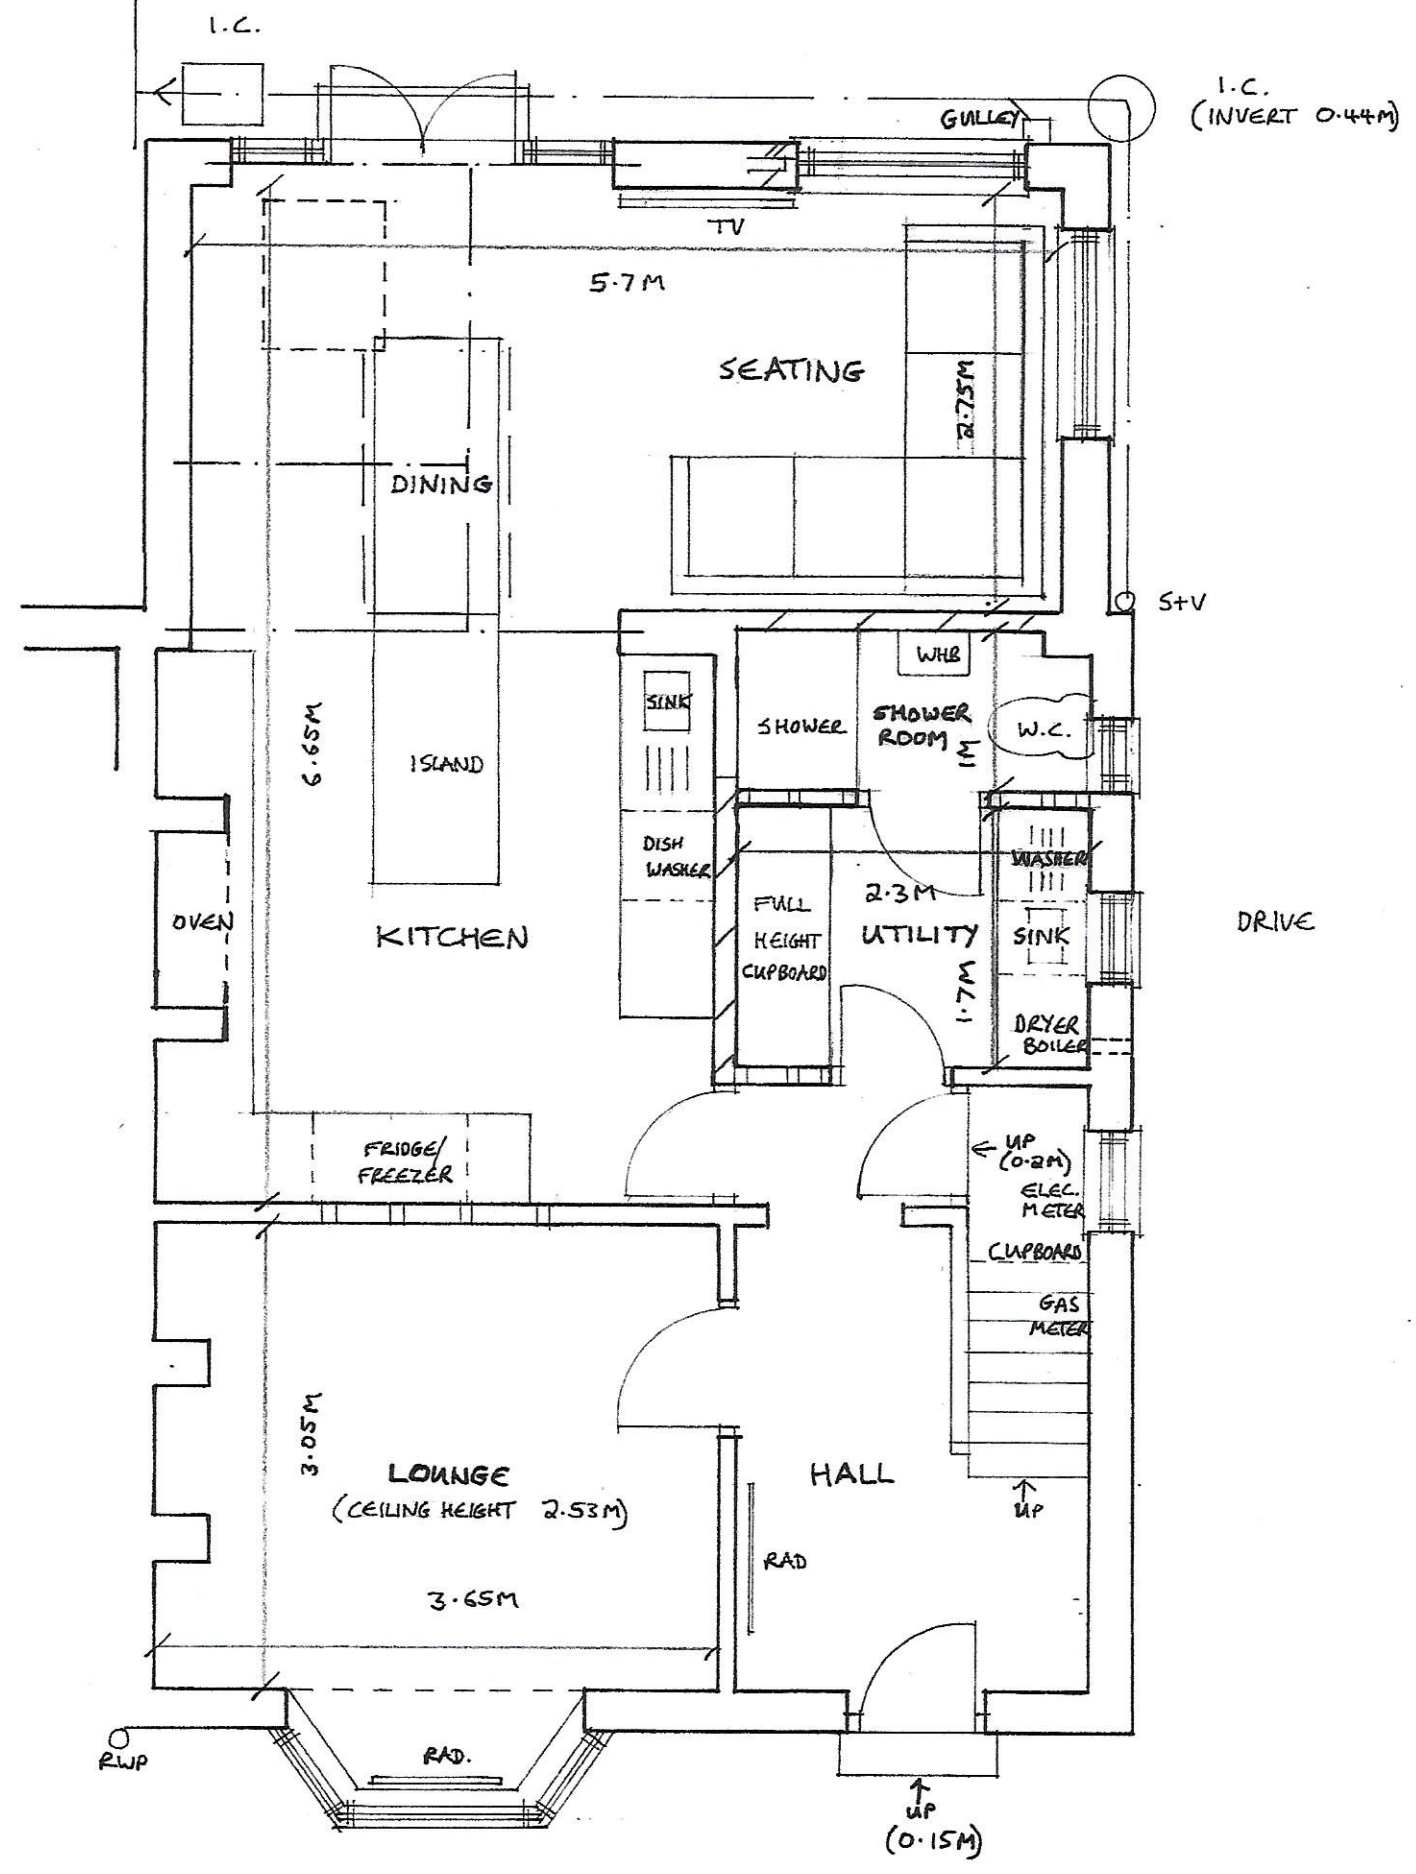 I.C.
I.C.
(INVERT 0.44M)
GULLEY
TV
5.7M
SEATING
2.75M
DINING
S+V
SINK
WHB
SHOWER
SHOWER
ROOM
1M
W.C.
6.65M
ISLAND
DISH
WASHER
WASHER
2.3M
FULL
HEIGHT
CUPBOARD
OVEN
KITCHEN
UTILITY
SINK
DRIVE
1.7M
DRYER
BOILER
FRIDGE/
FREEZER
UP
(0.2M)
ELEC.
METER
CUPBOARD
GAS
METER
3.05M
LOUNGE
(CEILING HEIGHT 2.53M)
HALL
UP
RAD
3.65M
RWP
RAD.
UP
(0.15M)